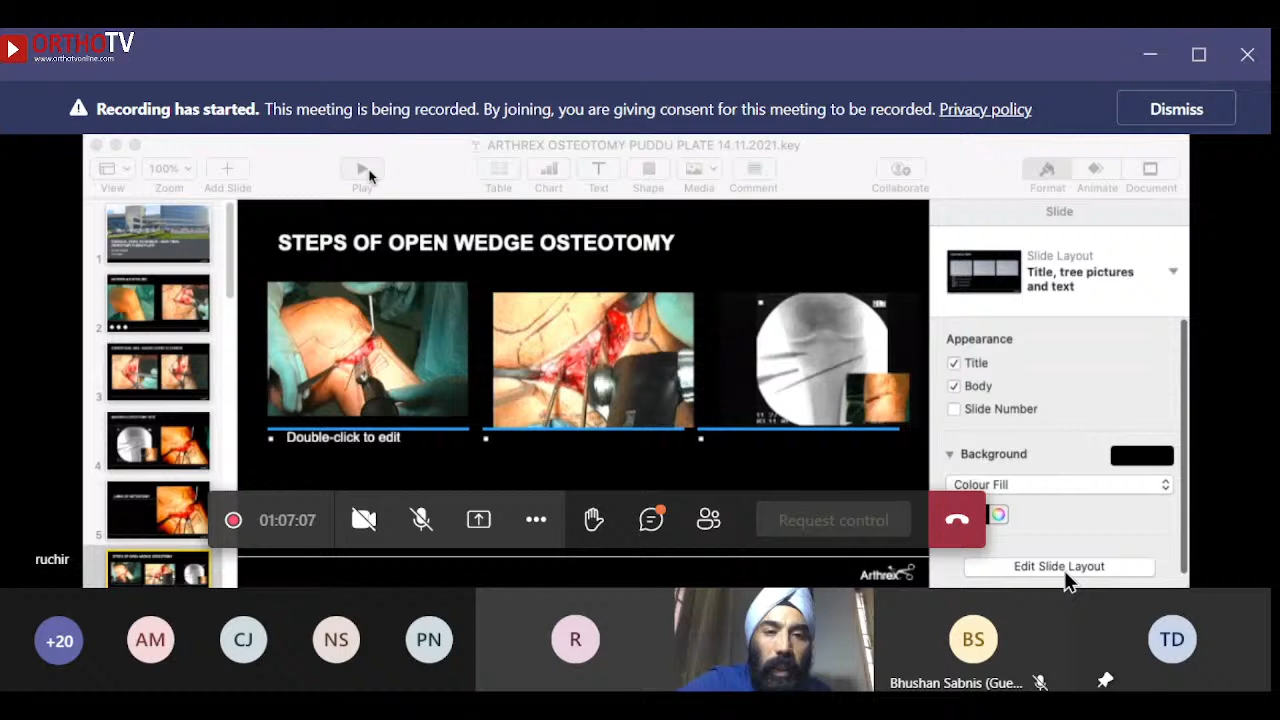 ORTHOTV
www.orthotvonline.com
Recording has started. This meeting is being recorded. By joining, you are giving consent for this meeting to be recorded. Privacy policy
Dismiss
ARTHREX OSTEOTOMY PUDDU PLATE 14.11.2021.key
100%
View
Zoom
Add Slide
Play
Table
Chart
Text
Shape
Media
Comment
Collaborate
Format
Animate
Document
1
2
3
4
5
STEPS OF OPEN WEDGE OSTEOTOMY
Double-click to edit
Arthrex
Slide
Slide Layout
Title, tree pictures
and text
Appearance
Title
Body
Slide Number
Background
Colour Fill
Edit Slide Layout
01:07:07
Request control
ruchir
+20
AM
CJ
NS
PN
R
BS
Bhushan Sabnis (Gue...
TD